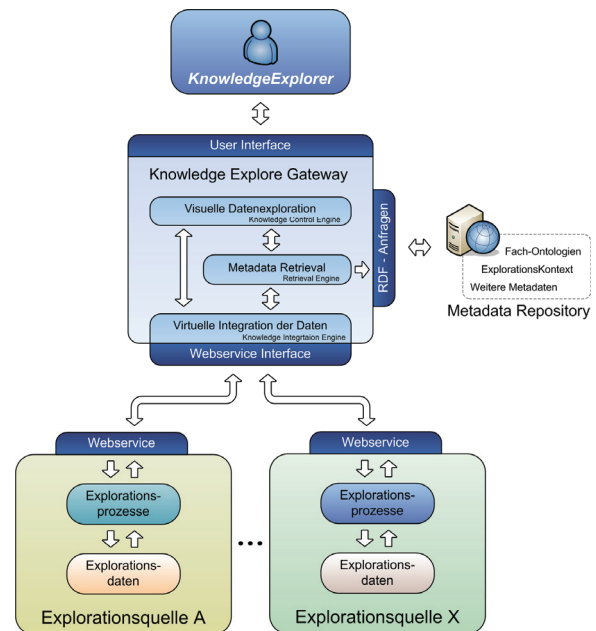 KnowledgeExplorer
User Interface
Knowledge Explore Gateway
Visuelle Datenexploration
Knowledge Control Engine
Metadata Retrieval
Retrieval Engine
RDF - Anfragen
Fach-Ontologien
ExplorationsKontext
Weitere Metadaten
Metadata Repository
Virtuelle Integration der Daten
Knowledge Integrtaion Engine
Webservice Interface
Webservice
Explorations-
prozesse
Explorations-
daten
Explorationsquelle A
...
Webservice
Explorations-
prozesse
Explorations-
daten
Explorationsquelle X